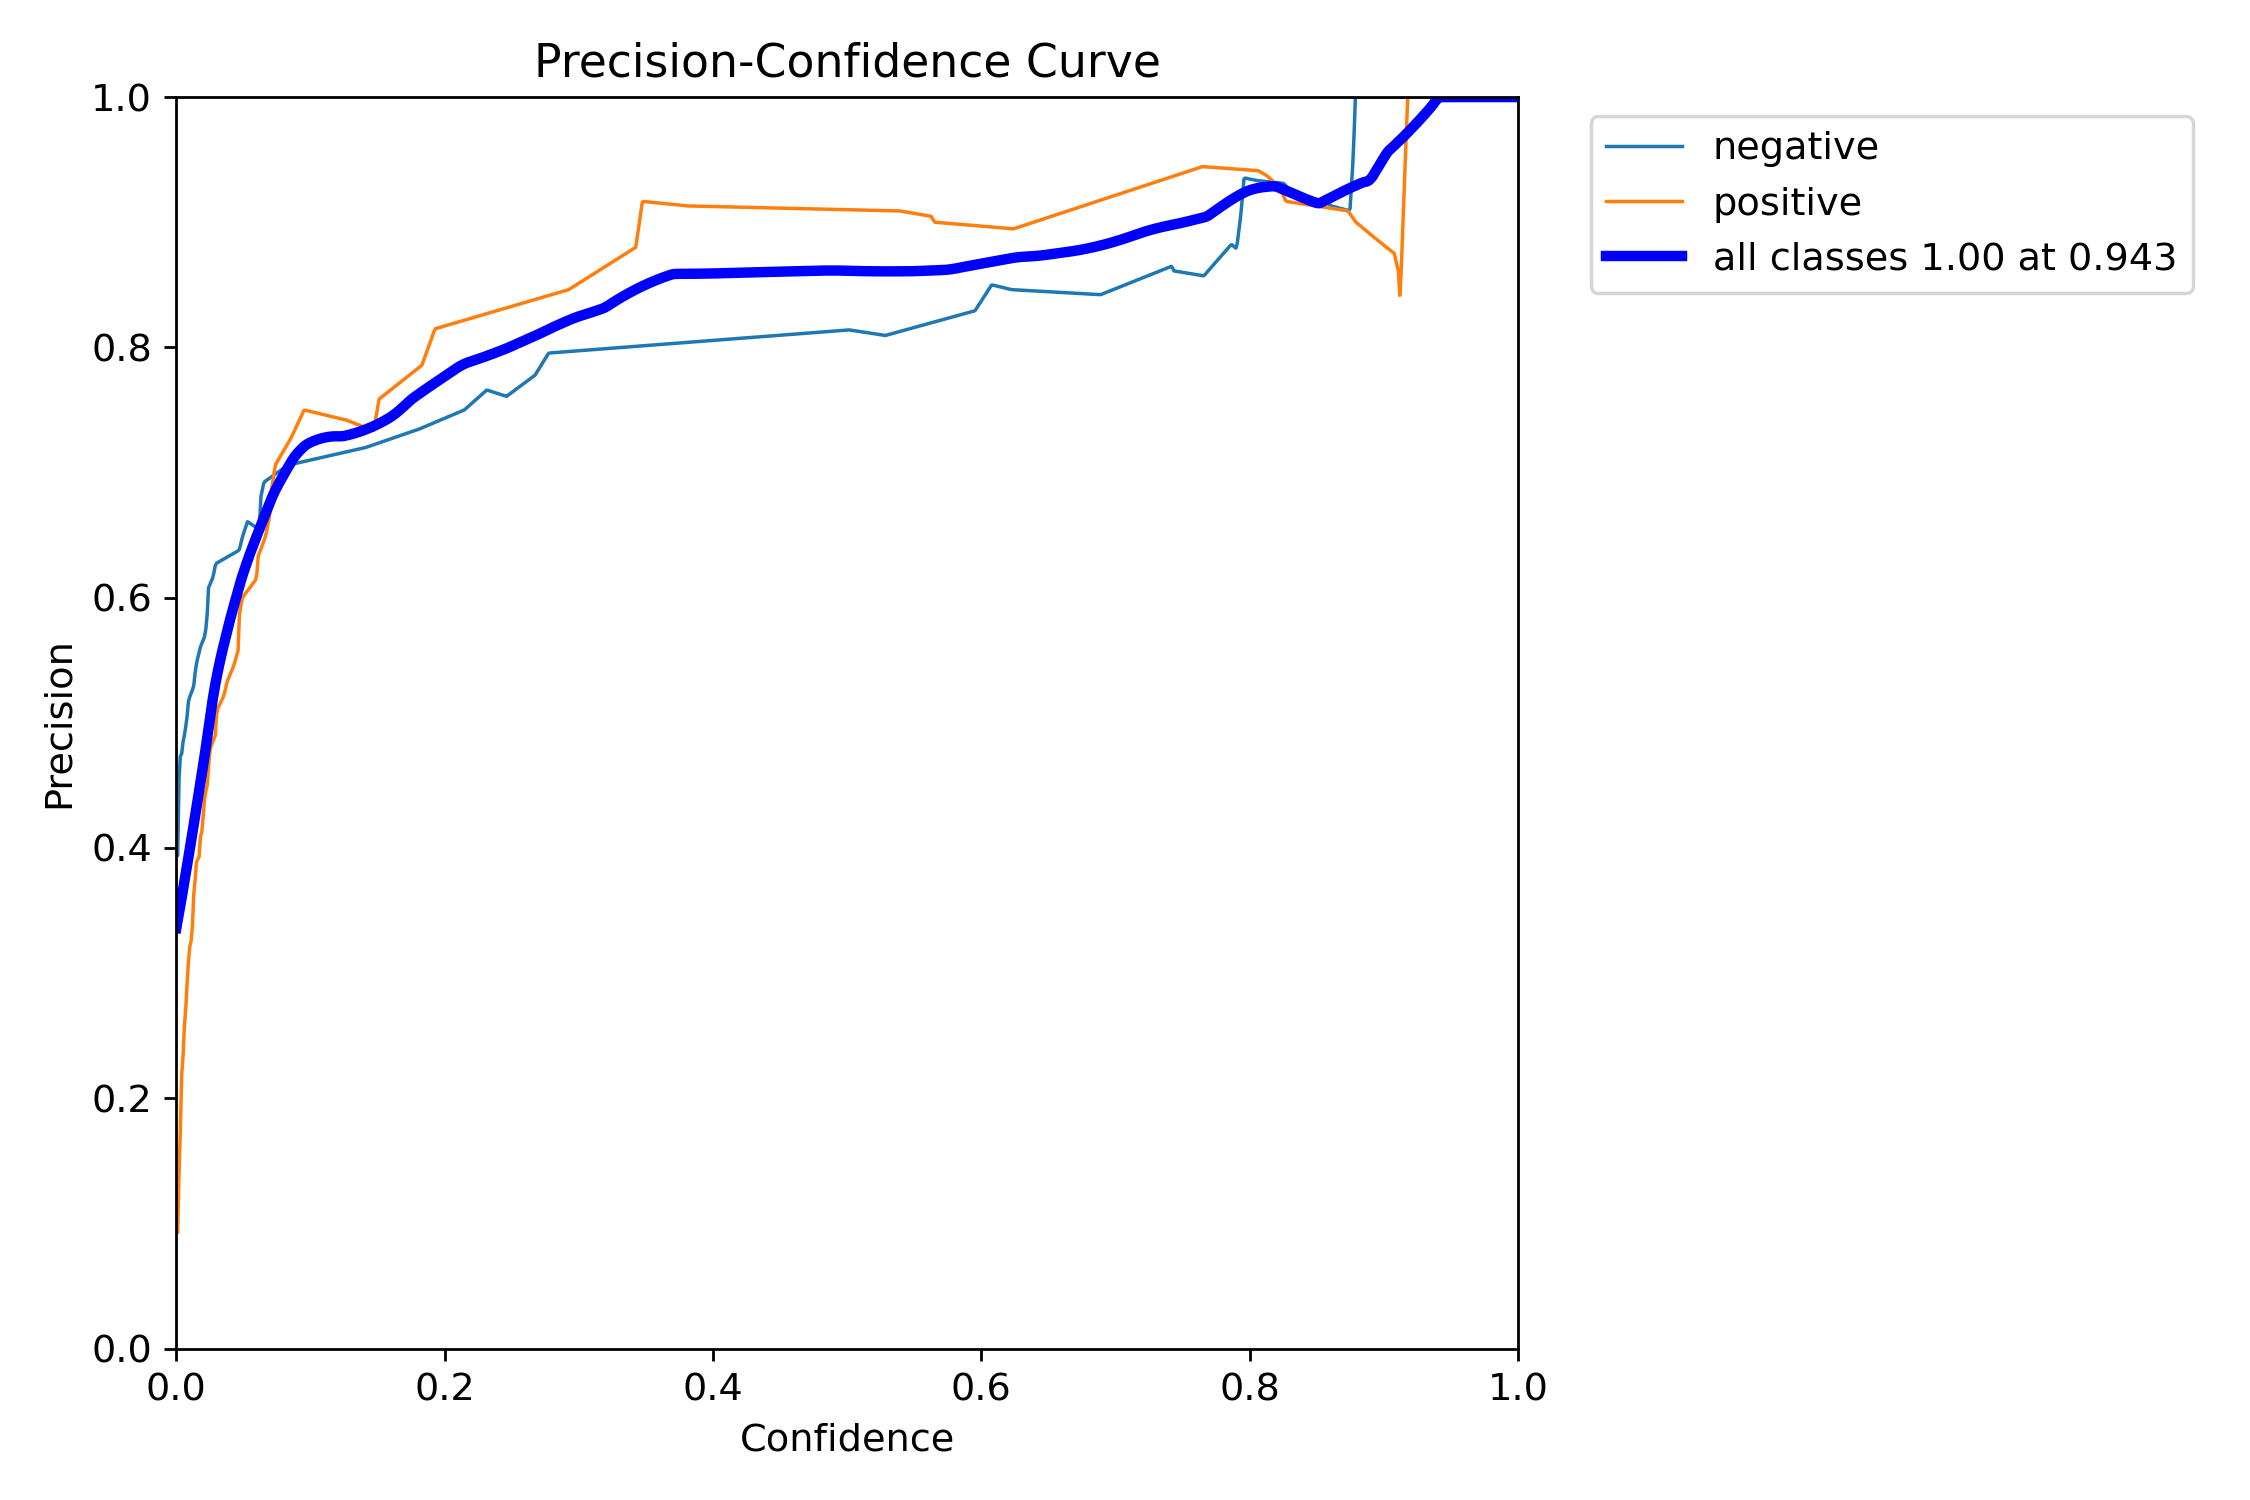 Precision-Confidence Curve
1.0
0.8
0.6
0.4
0.2
0.0
Precision
0.0 0.2 0.4 0.6 0.8 1.0
Confidence
negative
positive
all classes 1.00 at 0.943